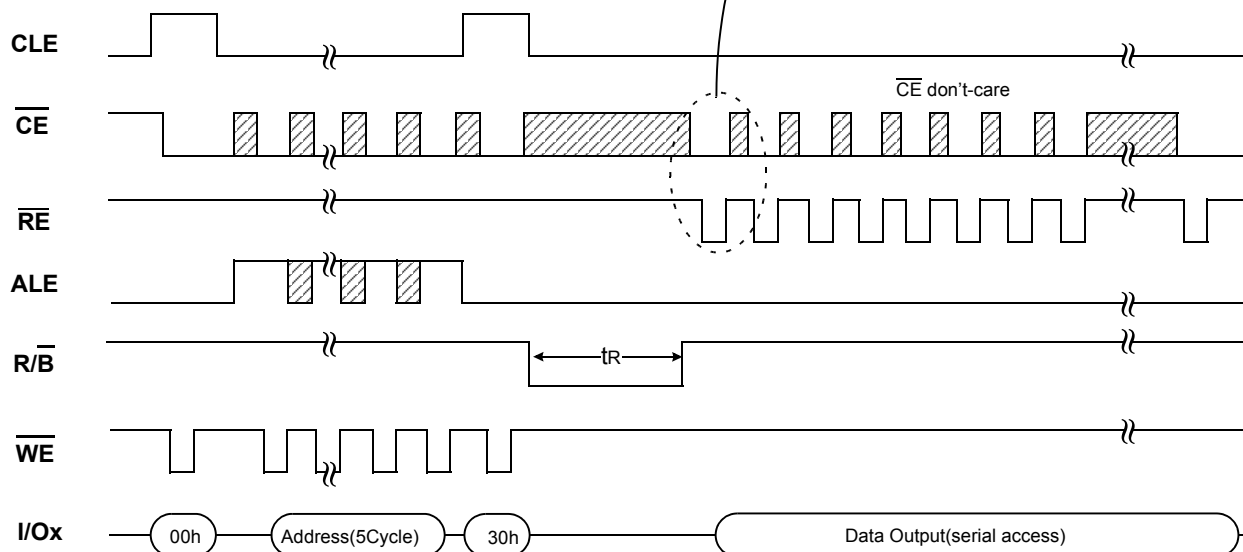 CLE
CE
CE don't-care
RE
ALE
R/B
tR
WE
I/Ox
00h
Address(5Cycle)
30h
Data Output(serial access)